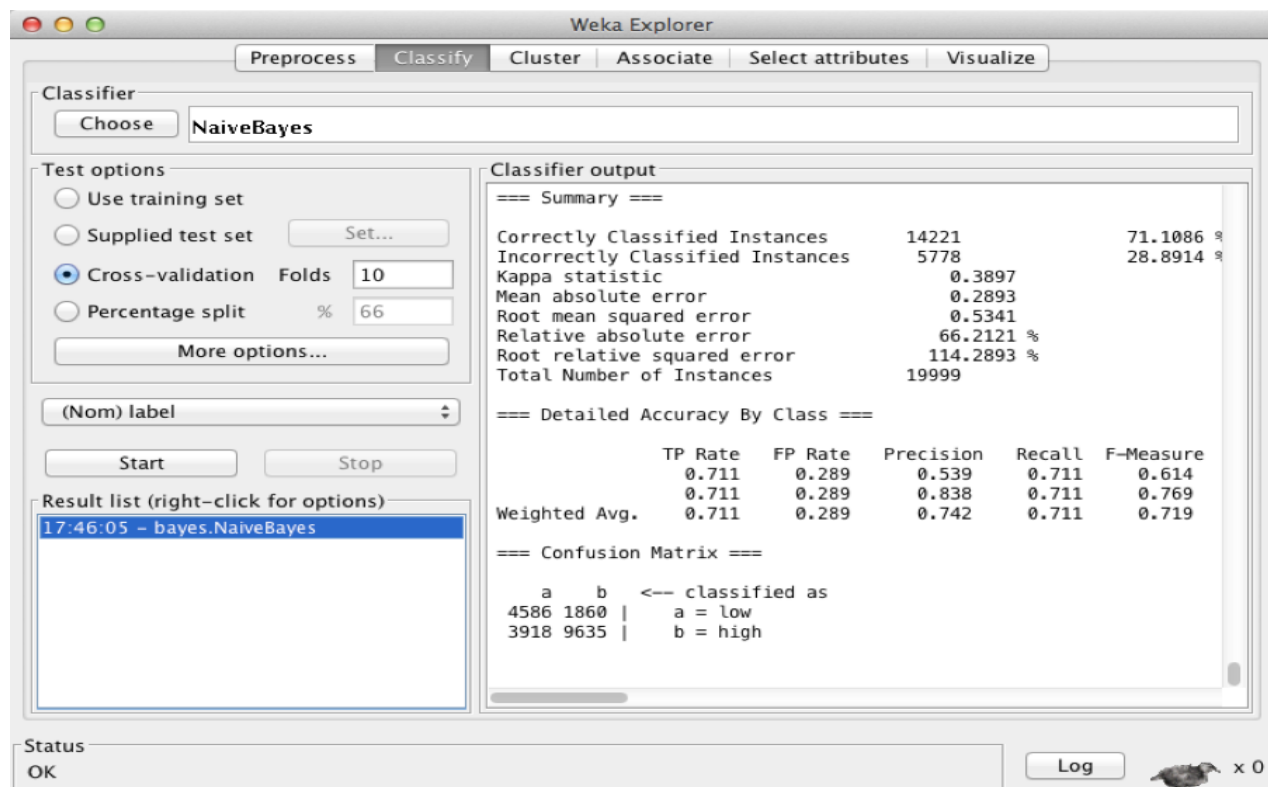 Weka Explorer
Preprocess Classify Cluster Associate Select attributes Visualize
Classifier
Choose NaiveBayes
Test options
Use training set
Supplied test set Set...
Cross-validation Folds 10
Percentage split % 66
More options...
(Nom) label
Start Stop
Result list (right-click for options)
17:46:05 - bayes.NaiveBayes
Classifier output
=== Summary ===
Correctly Classified Instances 14221 71.1086 %
Incorrectly Classified Instances 5778 28.8914 %
Kappa statistic 0.3897
Mean absolute error 0.2893
Root mean squared error 0.5341
Relative absolute error 66.2121 %
Root relative squared error 114.2893 %
Total Number of Instances 19999
=== Detailed Accuracy By Class ===
TP Rate FP Rate Precision Recall F-Measure
0.711 0.289 0.539 0.711 0.614
0.711 0.289 0.838 0.711 0.769
Weighted Avg. 0.711 0.289 0.742 0.711 0.719
=== Confusion Matrix ===
a b <-- classified as
4586 1860 | a = low
3918 9635 | b = high
Status
OK
Log x 0